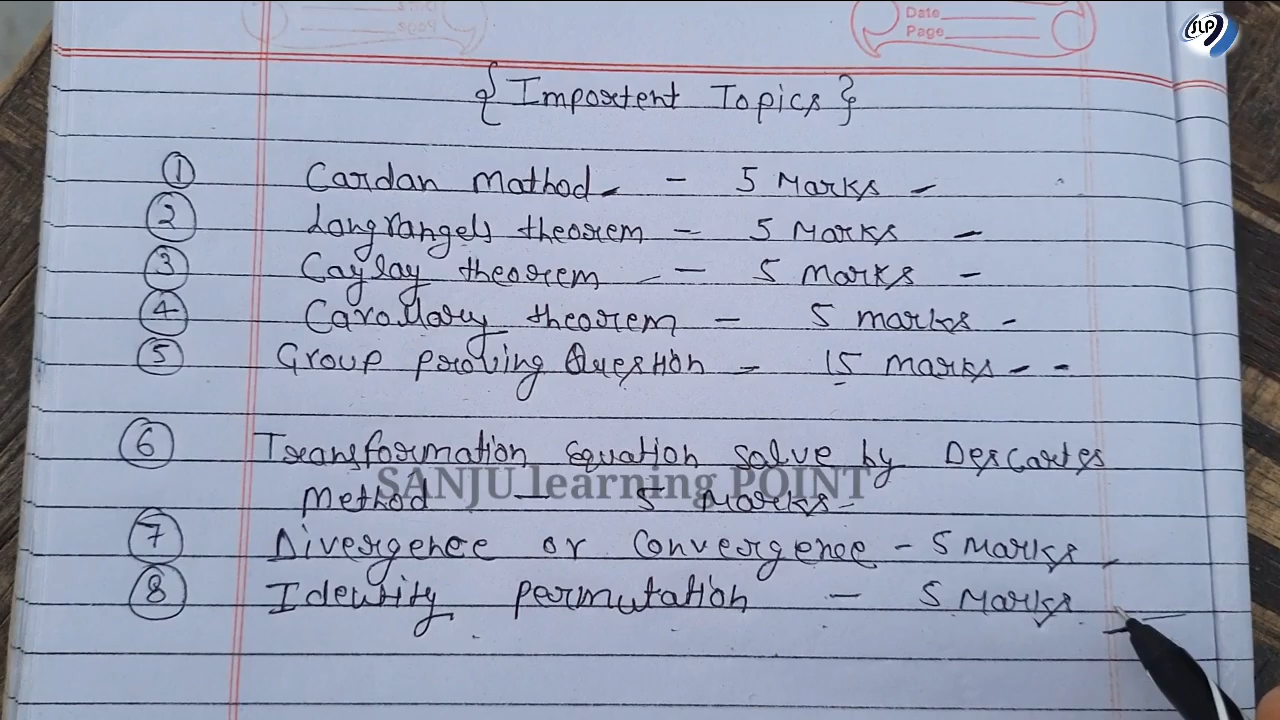 Date
Page
SLP
{ Importent Topics }
① Cardan Mathod - 5 Marks -
② Langrangels theorem - 5 Marks -
③ Caylay theorem - 5 marks -
④ Carollary theorem - 5 marks -
⑤ Group proving Question - 15 marks - -
⑥ Transformation Equation salve by Descartes
SANJU learning POINT
Method - 5 Marks -
⑦ Divergence or Convergence - 5 Marks
⑧ Identity permutation - 5 Marks